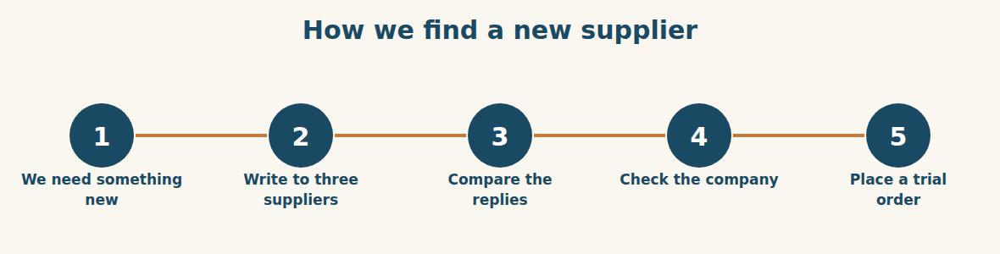 How we find a new supplier
1
We need something
new
2
Write to three
suppliers
3
Compare the
replies
4
Check the company
5
Place a trial
order